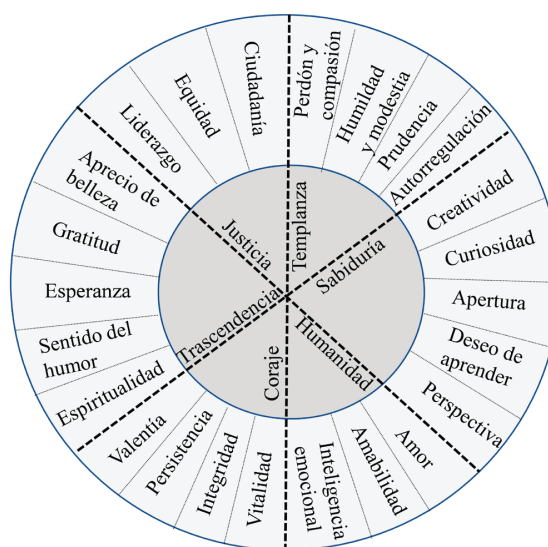 Perdón y
compasión
Humildad
y modestia
Prudencia
Autorregulación
Creatividad
Curiosidad
Apertura
Deseo de
aprender
Perspectiva
Amor
Amabilidad
Inteligencia
emocional
Vitalidad
Integridad
Persistencia
Valentía
Espiritualidad
Sentido del
humor
Esperanza
Gratitud
Aprecio de
belleza
Liderazgo
Equidad
Ciudadanía
Templanza
Sabiduría
Humanidad
Coraje
Trascendencia
Justicia